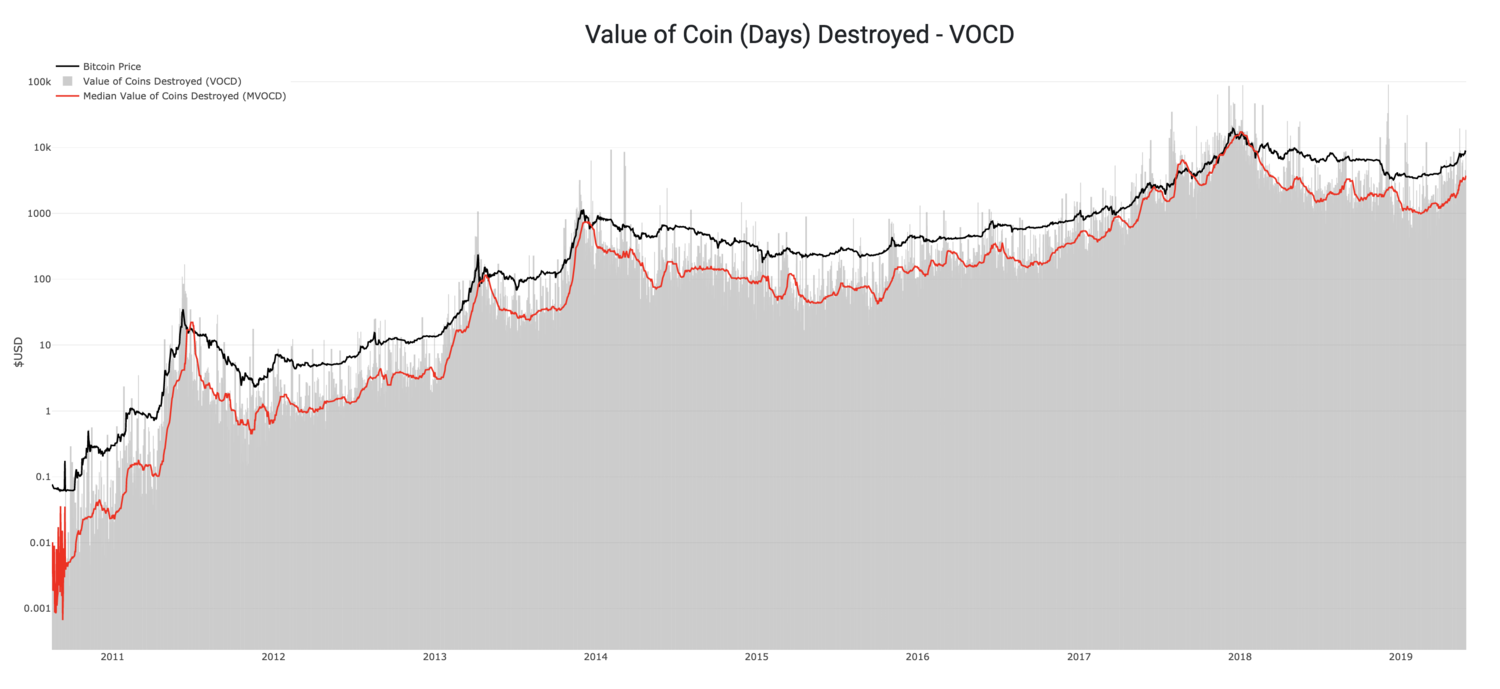 Value of Coin (Days) Destroyed - VOCD
Bitcoin Price
Value of Coins Destroyed (VOCD)
Median Value of Coins Destroyed (MVOCD)
100k
10k
1000
100
10
1
0.1
0.01
0.001
$USD
2011 2012 2013 2014 2015 2016 2017 2018 2019